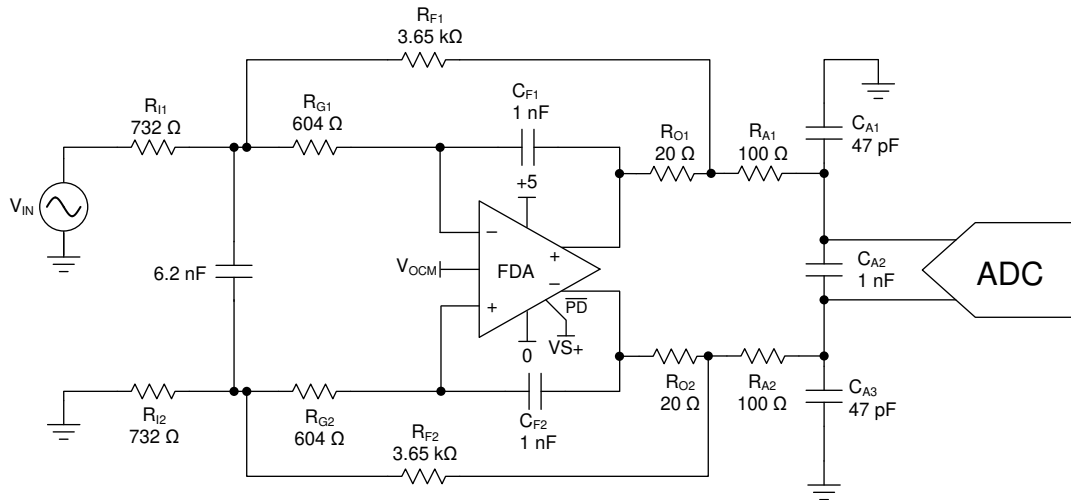 RF1
3.65 kΩ
CF1
1 nF
RI1
732 Ω
RG1
604 Ω
RO1
20 Ω
RA1
100 Ω
CA1
47 pF
+5
VIN
6.2 nF
VOCM
−
+
FDA
+
−
PD
VS+
0
CA2
1 nF
ADC
RI2
732 Ω
RG2
604 Ω
CF2
1 nF
RO2
20 Ω
RA2
100 Ω
CA3
47 pF
RF2
3.65 kΩ